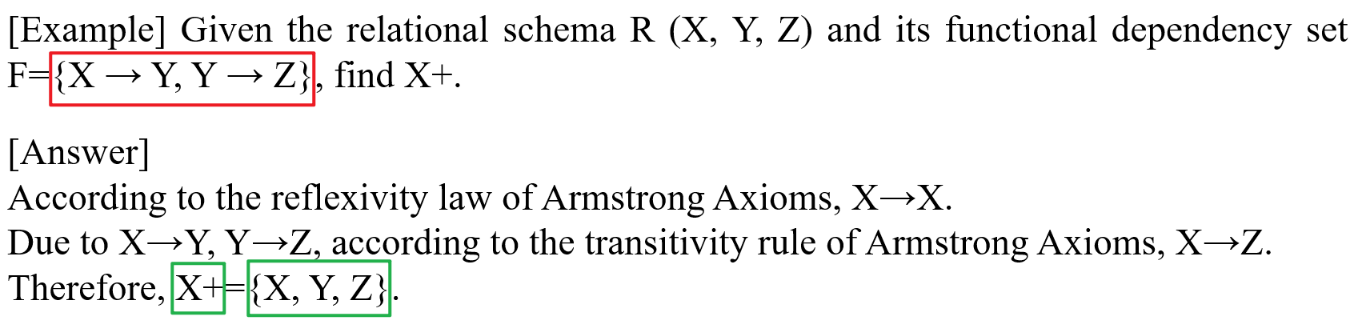 [Example] Given the relational schema R (X, Y, Z) and its functional dependency set
F={X → Y, Y → Z}, find X+.
[Answer]
According to the reflexivity law of Armstrong Axioms, X→X.
Due to X→Y, Y→Z, according to the transitivity rule of Armstrong Axioms, X→Z.
Therefore, X+={X, Y, Z}.